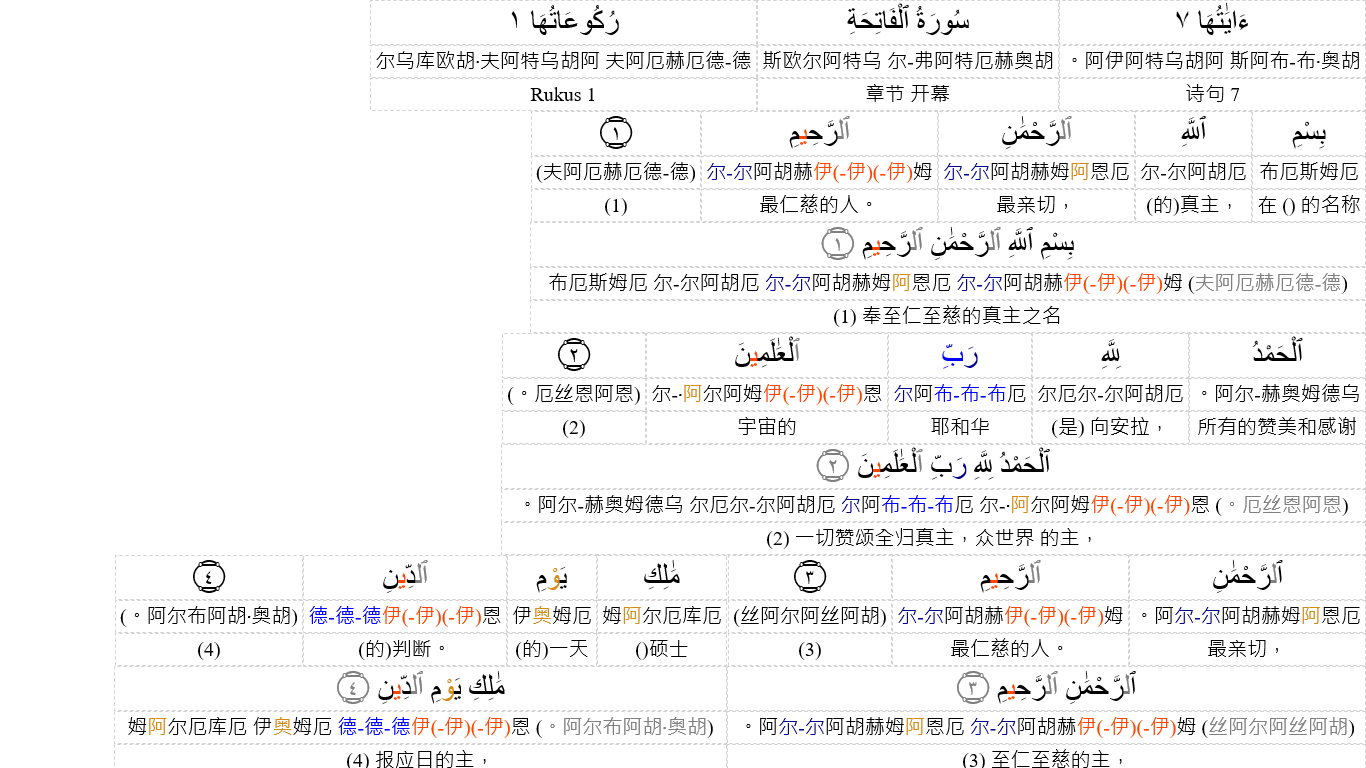 ءَايَٰتُهَا ٧ سُورَةُ ٱلْفَاتِحَةِ رُكُوعَاتُهَا ١
。阿伊阿特乌胡阿 斯阿布-布·奥胡 斯欧尔阿特乌 尔-弗阿特厄赫奥胡 尔乌库欧胡·夫阿特乌胡阿 夫阿厄赫厄德-德
诗句 7 章节 开幕 Rukus 1
بِسْمِ ٱللَّهِ ٱلرَّحْمَٰنِ ٱلرَّحِيمِ ١
布厄斯姆厄 尔-尔阿胡厄 尔-尔阿胡赫姆阿恩厄 尔-尔阿胡赫伊(-伊)(-伊)姆 (夫阿厄赫厄德-德)
在 () 的名称 (的)真主， 最亲切， 最仁慈的人。 (1)
بِسْمِ ٱللَّهِ ٱلرَّحْمَٰنِ ٱلرَّحِيمِ ١
布厄斯姆厄 尔-尔阿胡厄 尔-尔阿胡赫姆阿恩厄 尔-尔阿胡赫伊(-伊)(-伊)姆 (夫阿厄赫厄德-德)
(1) 奉至仁至慈的真主之名
ٱلْحَمْدُ لِلَّهِ رَبِّ ٱلْعَٰلَمِينَ ٢
。阿尔-赫奥姆德乌 尔厄尔-尔阿胡厄 尔阿布-布-布厄 尔-·阿尔阿姆伊(-伊)(-伊)恩 (。厄丝恩阿恩)
所有的赞美和感谢 (是) 向安拉， 耶和华 宇宙的 (2)
ٱلْحَمْدُ لِلَّهِ رَبِّ ٱلْعَٰلَمِينَ ٢
。阿尔-赫奥姆德乌 尔厄尔-尔阿胡厄 尔阿布-布-布厄 尔-·阿尔阿姆伊(-伊)(-伊)恩 (。厄丝恩阿恩)
(2) 一切赞颂全归真主，众世界 的主，
ٱلرَّحْمَٰنِ ٱلرَّحِيمِ ٣ مَٰلِكِ يَوْمِ ٱلدِّينِ ٤
。阿尔-尔阿胡赫姆阿恩厄 尔-尔阿胡赫伊(-伊)(-伊)姆 (丝阿尔阿丝阿胡) 姆阿尔厄库厄 伊奥姆厄 德-德-德伊(-伊)(-伊)恩 (。阿尔布阿胡·奥胡)
最亲切， 最仁慈的人。 (3) ()硕士 (的)一天 (的)判断。 (4)
ٱلرَّحْمَٰنِ ٱلرَّحِيمِ ٣ مَٰلِكِ يَوْمِ ٱلدِّينِ ٤
。阿尔-尔阿胡赫姆阿恩厄 尔-尔阿胡赫伊(-伊)(-伊)姆 (丝阿尔阿丝阿胡) 姆阿尔厄库厄 伊奥姆厄 德-德-德伊(-伊)(-伊)恩 (。阿尔布阿胡·奥胡)
(3) 至仁至慈的主， (4) 报应日的主，